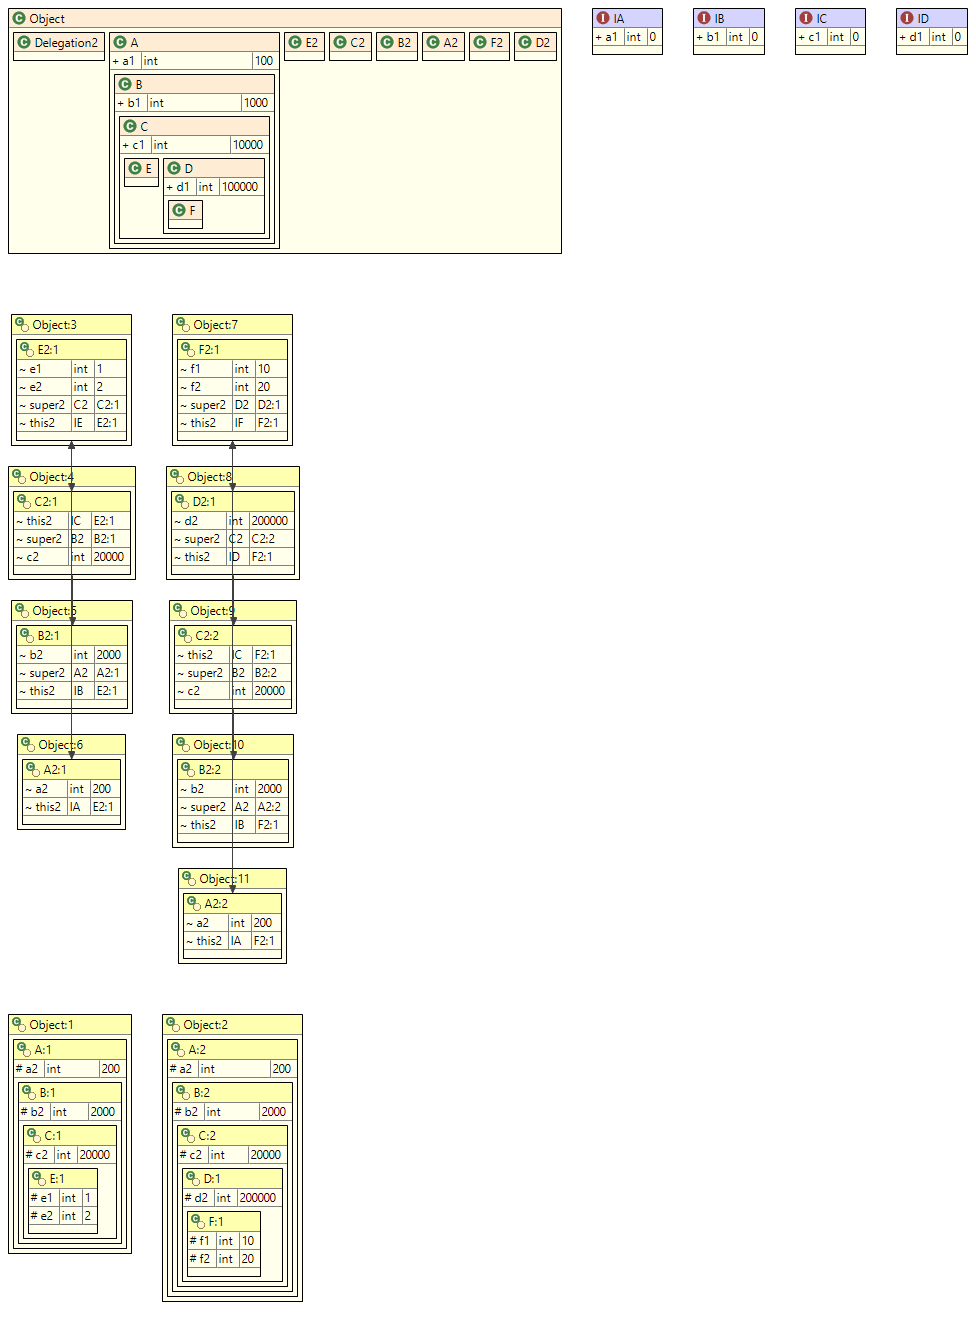 C Object
C Delegation2 C A C E2 C C2 C B2 C A2 C F2 C D2
+ a1 int 100
C B
+ b1 int 1000
C C
+ c1 int 10000
C E C D
+ d1 int 100000
C F
I IA
+ a1 int 0
I IB
+ b1 int 0
I IC
+ c1 int 0
I ID
+ d1 int 0
C Object:3
C E2:1
~ e1 int 1
~ e2 int 2
~ super2 C2 C2:1
~ this2 IE E2:1
C Object:4
C C2:1
~ this2 IC E2:1
~ super2 B2 B2:1
~ c2 int 20000
C Object:5
C B2:1
~ b2 int 2000
~ super2 A2 A2:1
~ this2 IB E2:1
C Object:6
C A2:1
~ a2 int 200
~ this2 IA E2:1
C Object:7
C F2:1
~ f1 int 10
~ f2 int 20
~ super2 D2 D2:1
~ this2 IF F2:1
C Object:8
C D2:1
~ d2 int 200000
~ super2 C2 C2:2
~ this2 ID F2:1
C Object:9
C C2:2
~ this2 IC F2:1
~ super2 B2 B2:2
~ c2 int 20000
C Object:10
C B2:2
~ b2 int 2000
~ super2 A2 A2:2
~ this2 IB F2:1
C Object:11
C A2:2
~ a2 int 200
~ this2 IA F2:1
C Object:1
C A:1
# a2 int 200
C B:1
# b2 int 2000
C C:1
# c2 int 20000
C E:1
# e1 int 1
# e2 int 2
C Object:2
C A:2
# a2 int 200
C B:2
# b2 int 2000
C C:2
# c2 int 20000
C D:1
# d2 int 200000
C F:1
# f1 int 10
# f2 int 20